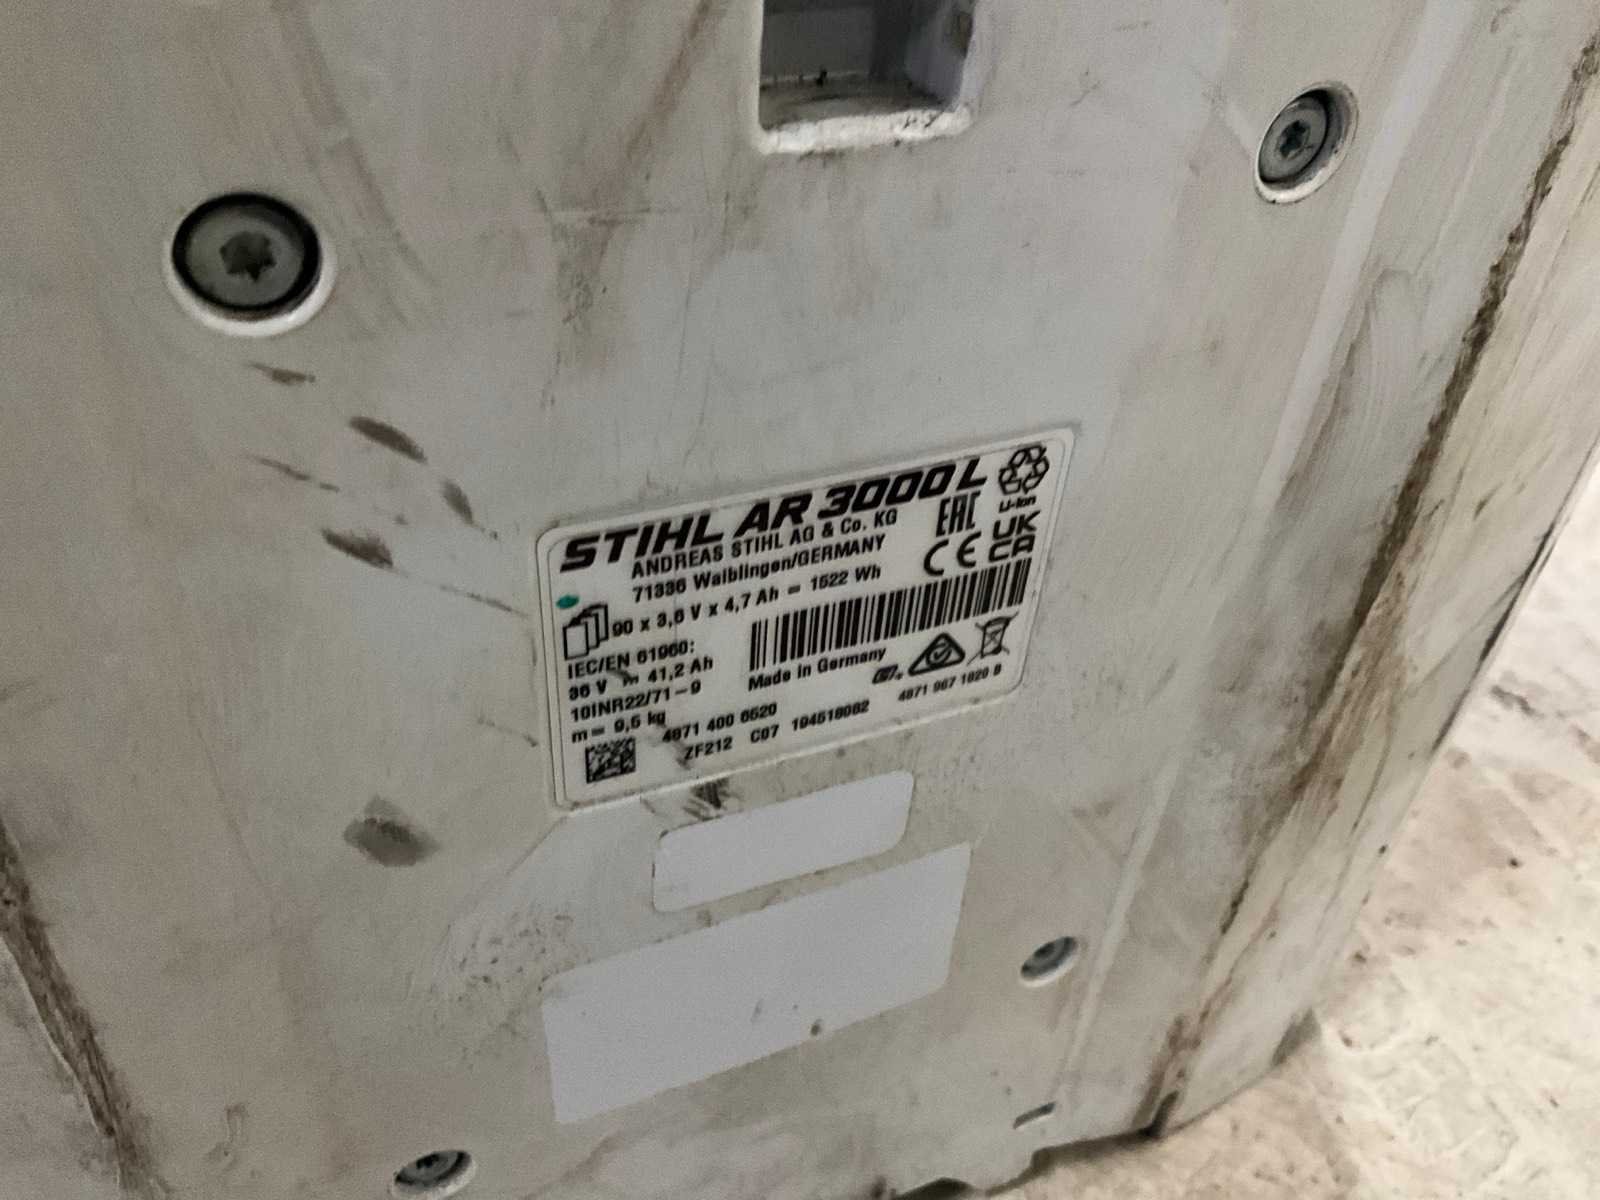 STIHL AR 3000 L
ANDREAS STIHL AG & Co. KG
71336 Waiblingen/GERMANY
EAC
Li-Ion
CE
UK
CA
90 x 3,6 V x 4,7 Ah = 1522 Wh
IEC/EN 61960:
36 V ⎓ 41,2 Ah
10INR22/71-9
m= 9,5 kg
Made in Germany
4871 400 6520
ZF212 C07 194518082
4871 967 1820 B